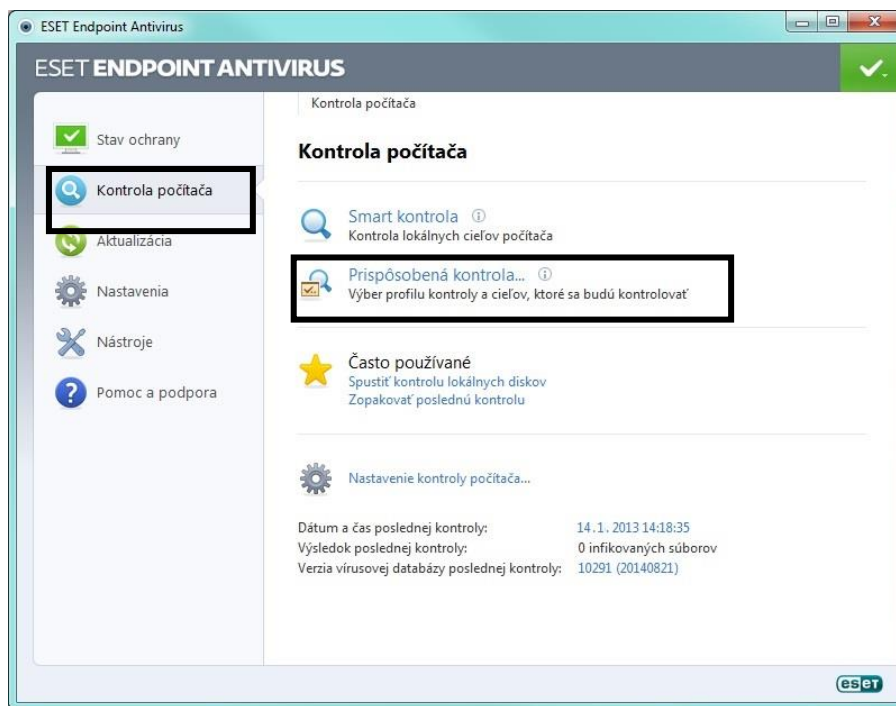 ESET Endpoint Antivirus
ESET ENDPOINT ANTIVIRUS
Stav ochrany
Kontrola počítača
Aktualizácia
Nastavenia
Nástroje
Pomoc a podpora
Kontrola počítača
Kontrola počítača
Smart kontrola
Kontrola lokálnych cieľov počítača
Prispôsobená kontrola...
Výber profilu kontroly a cieľov, ktoré sa budú kontrolovať
Často používané
Spustiť kontrolu lokálnych diskov
Zopakovať poslednú kontrolu
Nastavenie kontroly počítača...
Dátum a čas poslednej kontroly: 14.1.2013 14:18:35
Výsledok poslednej kontroly: 0 infikovaných súborov
Verzia vírusovej databázy poslednej kontroly: 10291 (20140821)
eseT